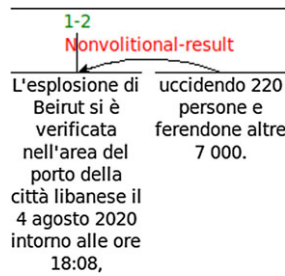 1-2
Nonvolitional-result
L'esplosione di
Beirut si è
verificata
nell'area del
porto della
città libanese il
4 agosto 2020
intorno alle ore
18:08,
uccidendo 220
persone e
ferendone altre
7 000.